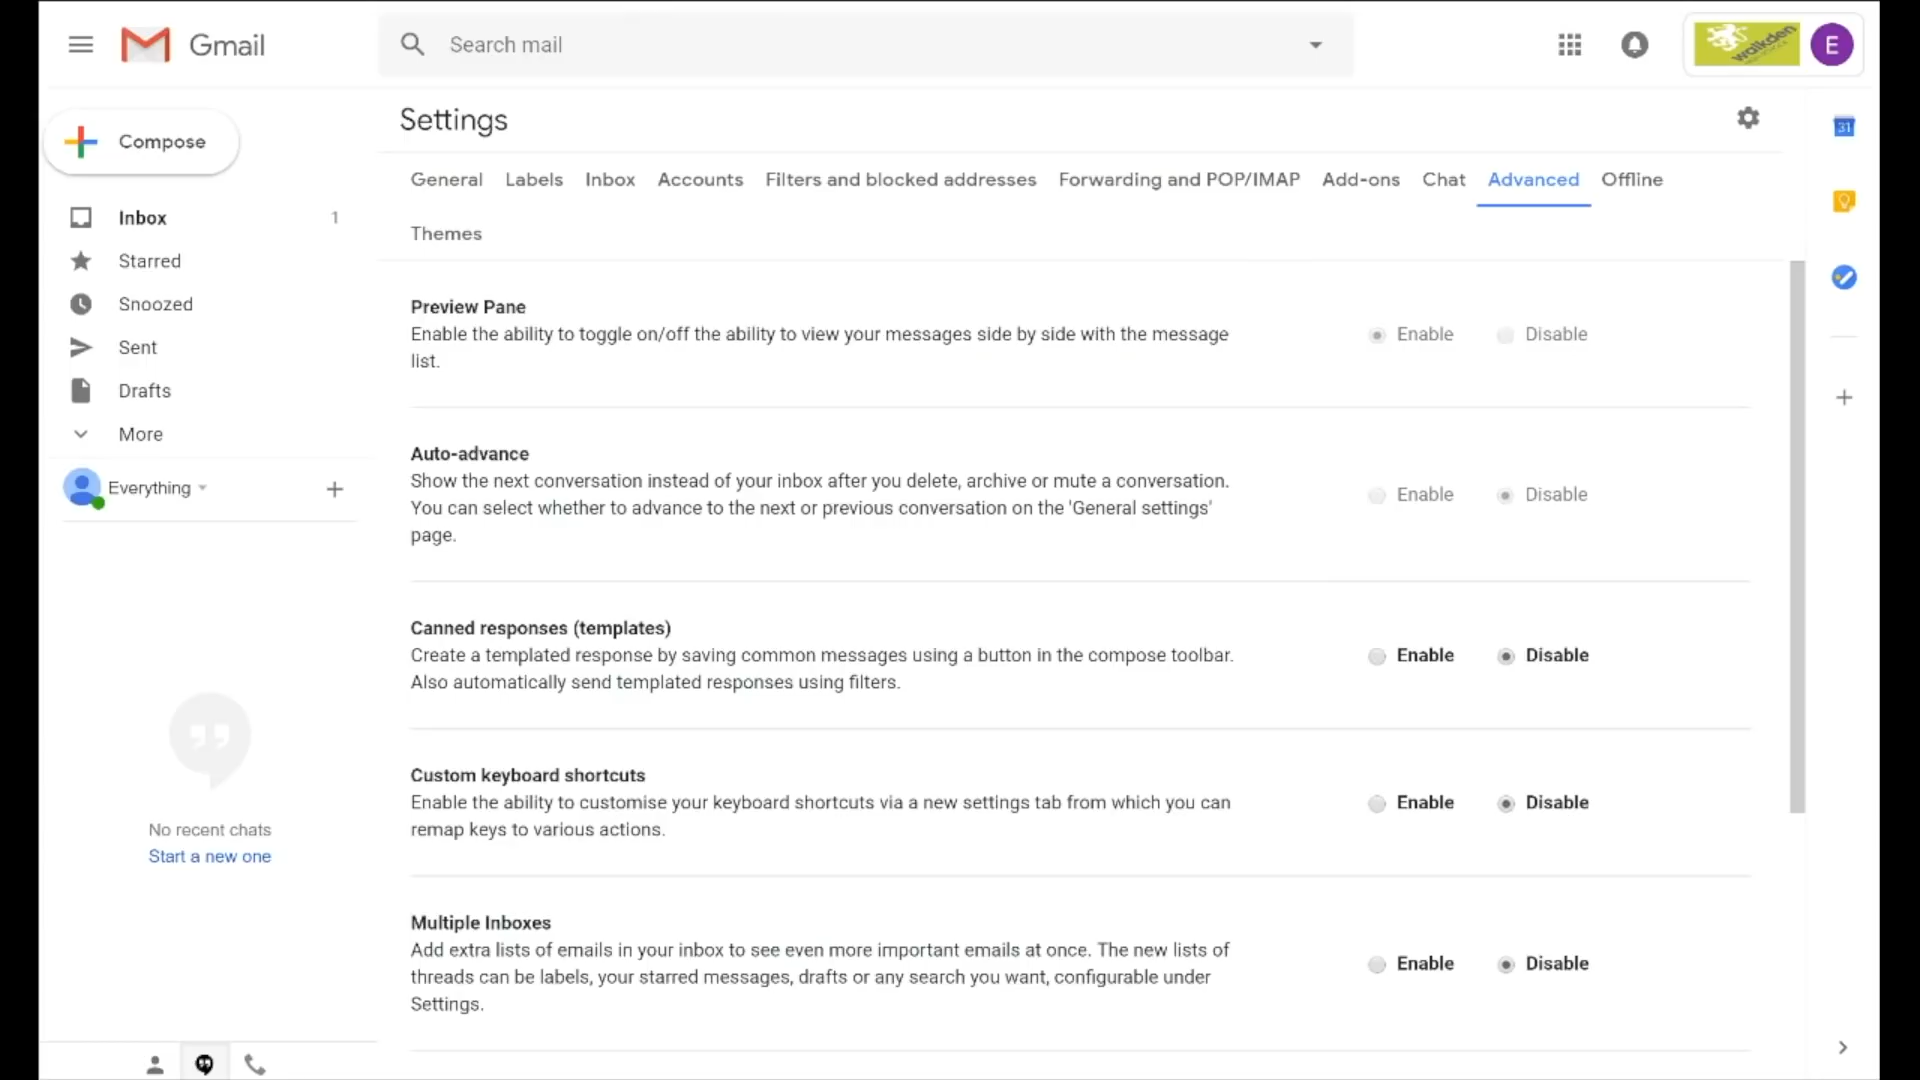 Gmail
Search mail
walkden
E
Compose
Settings
31
General Labels Inbox Accounts Filters and blocked addresses Forwarding and POP/IMAP Add-ons Chat Advanced Offline
Themes
Inbox 1
Starred
Snoozed
Sent
Drafts
More
Everything
No recent chats
Start a new one
Preview Pane
Enable the ability to toggle on/off the ability to view your messages side by side with the message
list.
Enable Disable
Auto-advance
Show the next conversation instead of your inbox after you delete, archive or mute a conversation.
You can select whether to advance to the next or previous conversation on the 'General settings'
page.
Enable Disable
Canned responses (templates)
Create a templated response by saving common messages using a button in the compose toolbar.
Also automatically send templated responses using filters.
Enable Disable
Custom keyboard shortcuts
Enable the ability to customise your keyboard shortcuts via a new settings tab from which you can
remap keys to various actions.
Enable Disable
Multiple Inboxes
Add extra lists of emails in your inbox to see even more important emails at once. The new lists of
threads can be labels, your starred messages, drafts or any search you want, configurable under
Settings.
Enable Disable